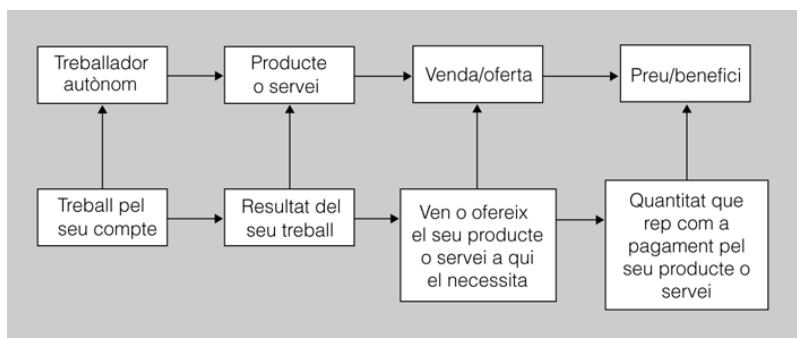 Treballador
autònom
Producte
o servei
Venda/oferta
Preu/benefici
Treball pel
seu compte
Resultat del
seu treball
Ven o ofereix
el seu producte
o servei a qui
el necessita
Quantitat que
rep com a
pagament pel
seu producte o
servei